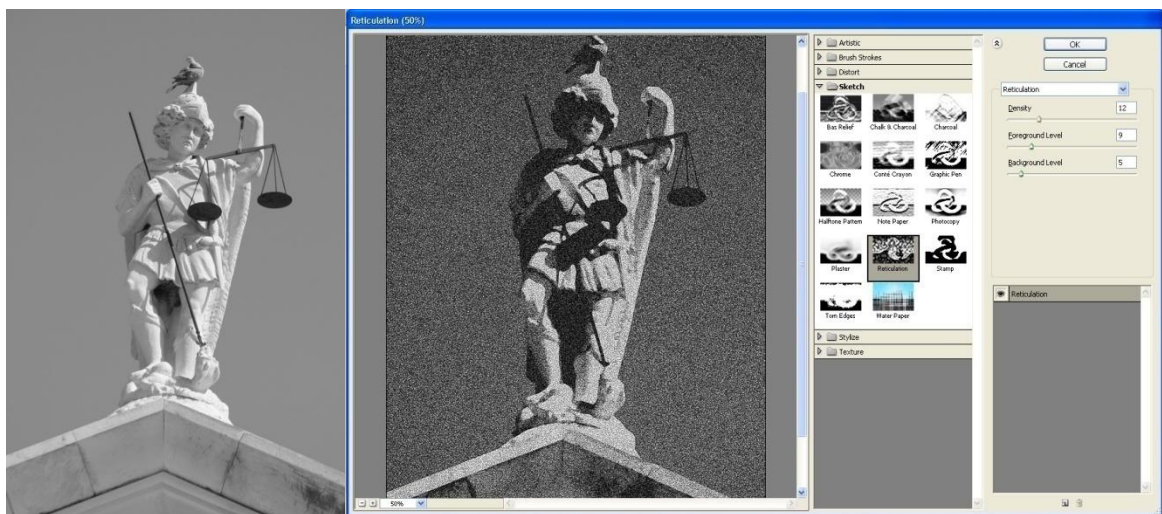 Reticulation (50%)
Artistic
Brush Strokes
Distort
Sketch
Bas Relief Chalk & Charcoal Charcoal
Chrome Conté Crayon Graphic Pen
Halftone Pattern Note Paper Photocopy
Plaster Reticulation Stamp
Torn Edges Water Paper
Stylize
Texture
OK
Cancel
Reticulation
Density 12
Foreground Level 9
Background Level 5
Reticulation
50%